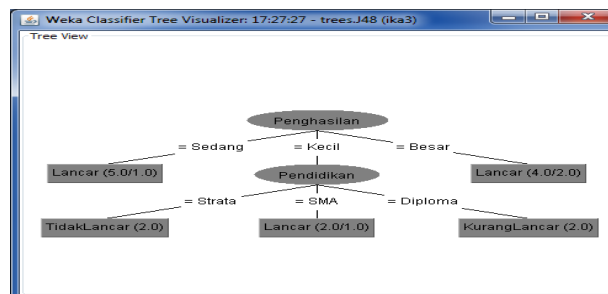 Weka Classifier Tree Visualizer: 17:27:27 - trees.J48 (ika3)
Tree View
Penghasilan
= Sedang = Kecil = Besar
Lancar (5.0/1.0) Pendidikan Lancar (4.0/2.0)
= Strata = SMA = Diploma
TidakLancar (2.0) Lancar (2.0/1.0) KurangLancar (2.0)